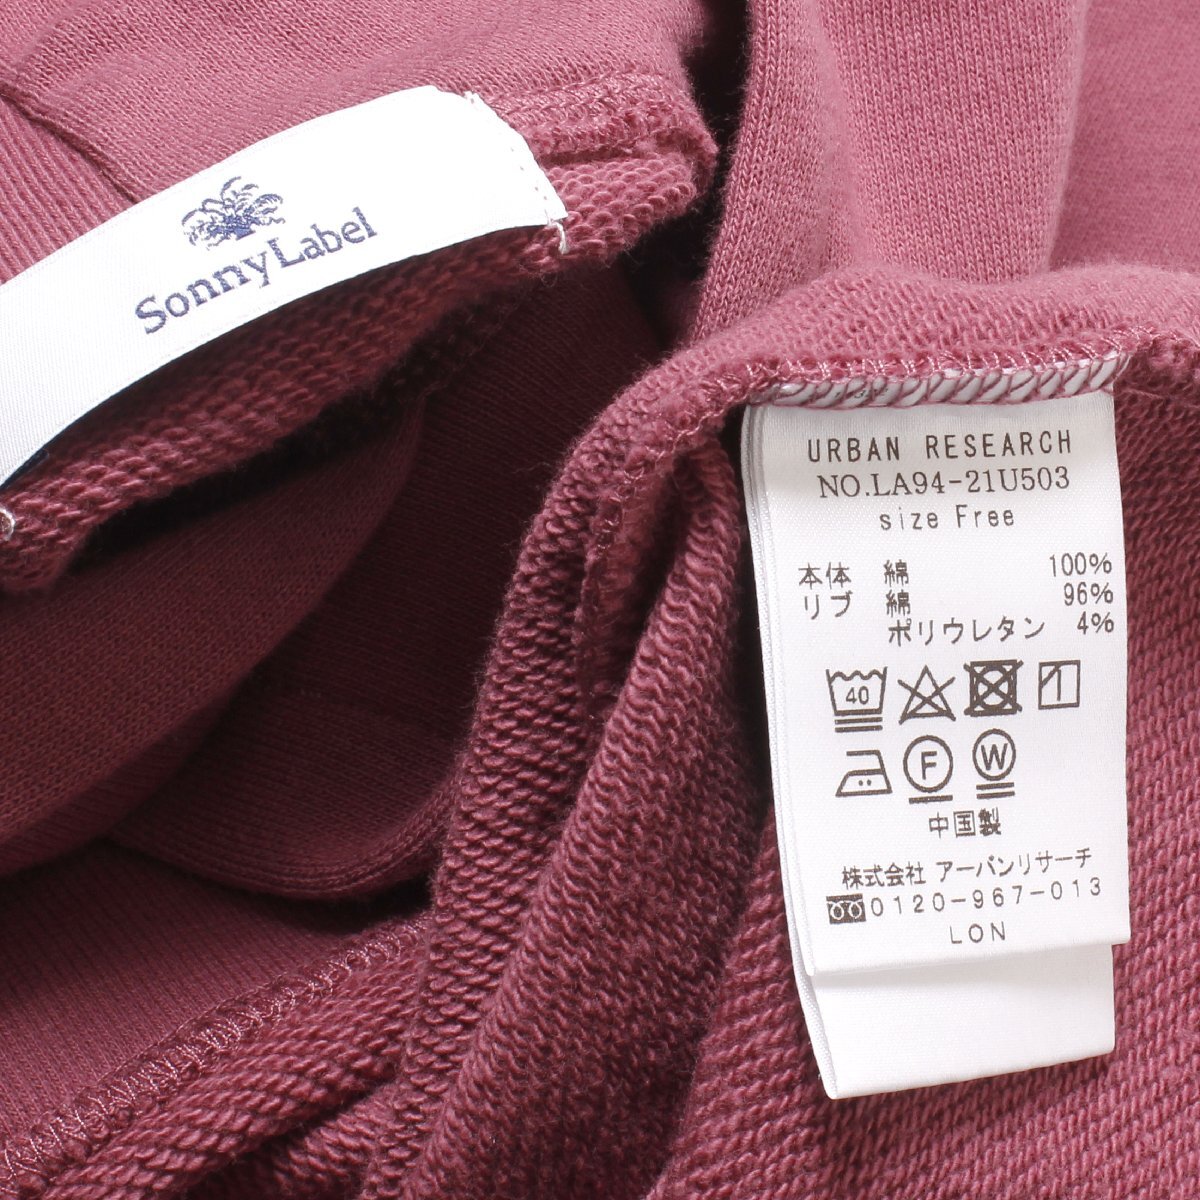 Sonny Label
URBAN RESEARCH
NO.LA94-21U503
size Free
本体 綿 100%
リブ 綿 96%
ポリウレタン 4%
40
F W
中国製
株式会社 アーバンリサーチ
0120-967-013
LON